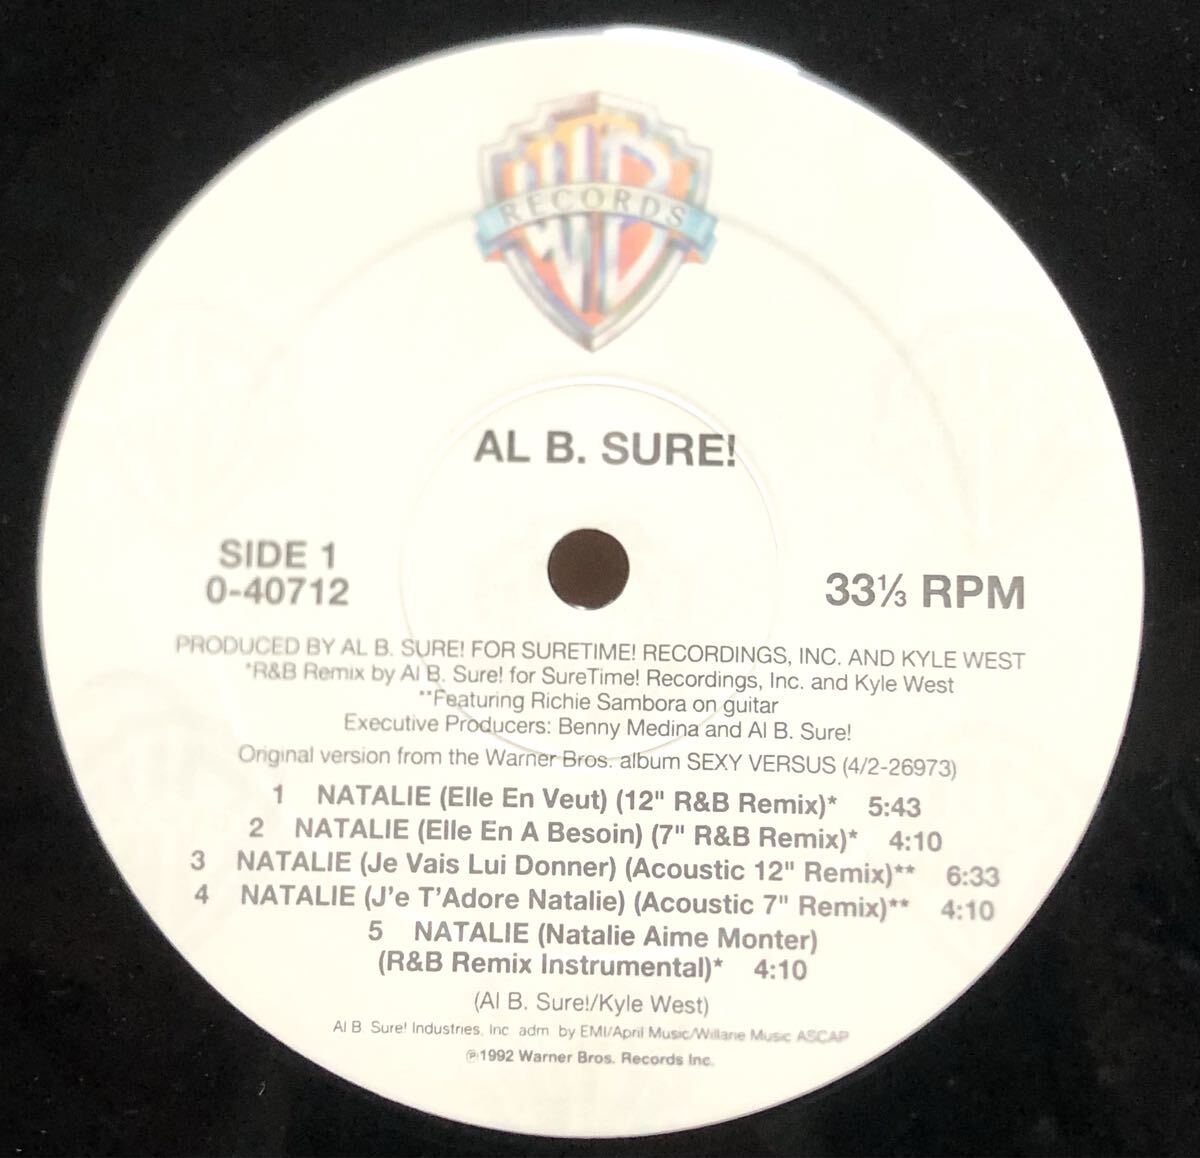 WB
RECORDS
AL B. SURE!
SIDE 1
0-40712
33⅓ RPM
PRODUCED BY AL B. SURE! FOR SURETIME! RECORDINGS, INC. AND KYLE WEST
*R&B Remix by Al B. Sure! for SureTime! Recordings, Inc. and Kyle West
**Featuring Richie Sambora on guitar
Executive Producers: Benny Medina and Al B. Sure!
Original version from the Warner Bros. album SEXY VERSUS (4/2-26973)
1 NATALIE (Elle En Veut) (12" R&B Remix)* 5:43
2 NATALIE (Elle En A Besoin) (7" R&B Remix)* 4:10
3 NATALIE (Je Vais Lui Donner) (Acoustic 12" Remix)** 6:33
4 NATALIE (J'e T'Adore Natalie) (Acoustic 7" Remix)** 4:10
5 NATALIE (Natalie Aime Monter)
(R&B Remix Instrumental)* 4:10
(Al B. Sure!/Kyle West)
Al B. Sure! Industries, Inc. adm. by EMI/April Music/Willarie Music ASCAP
℗1992 Warner Bros. Records Inc.